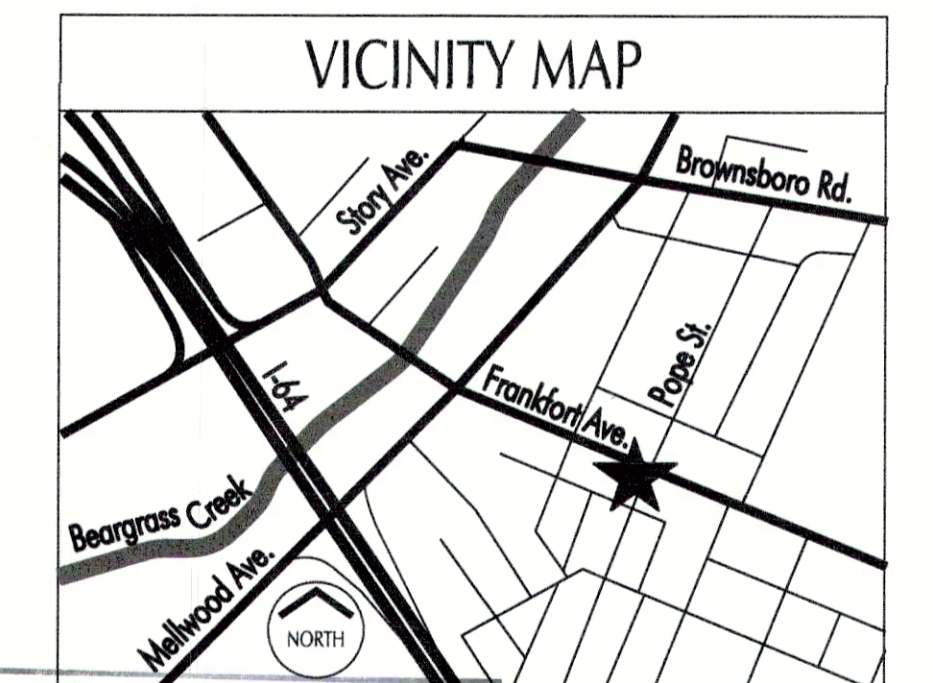 VICINITY MAP
Story Ave.
Brownsboro Rd.
I-64
Pope St.
Frankfort Ave.
Beargrass Creek
Mellwood Ave.
NORTH